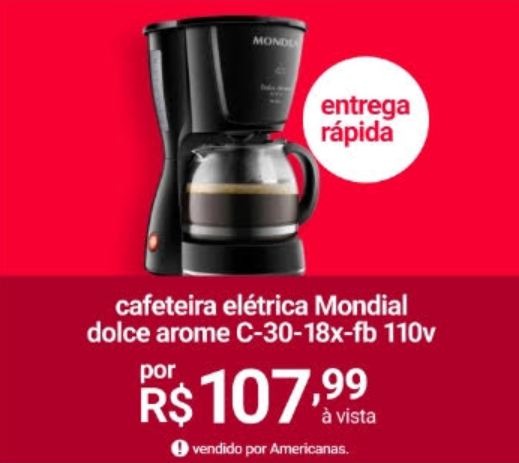 MONDIAL
entrega
rápida
cafeteira elétrica Mondial
dolce arome C-30-18x-fb 110v
por
R$ 107,99
à vista
vendido por Americanas.